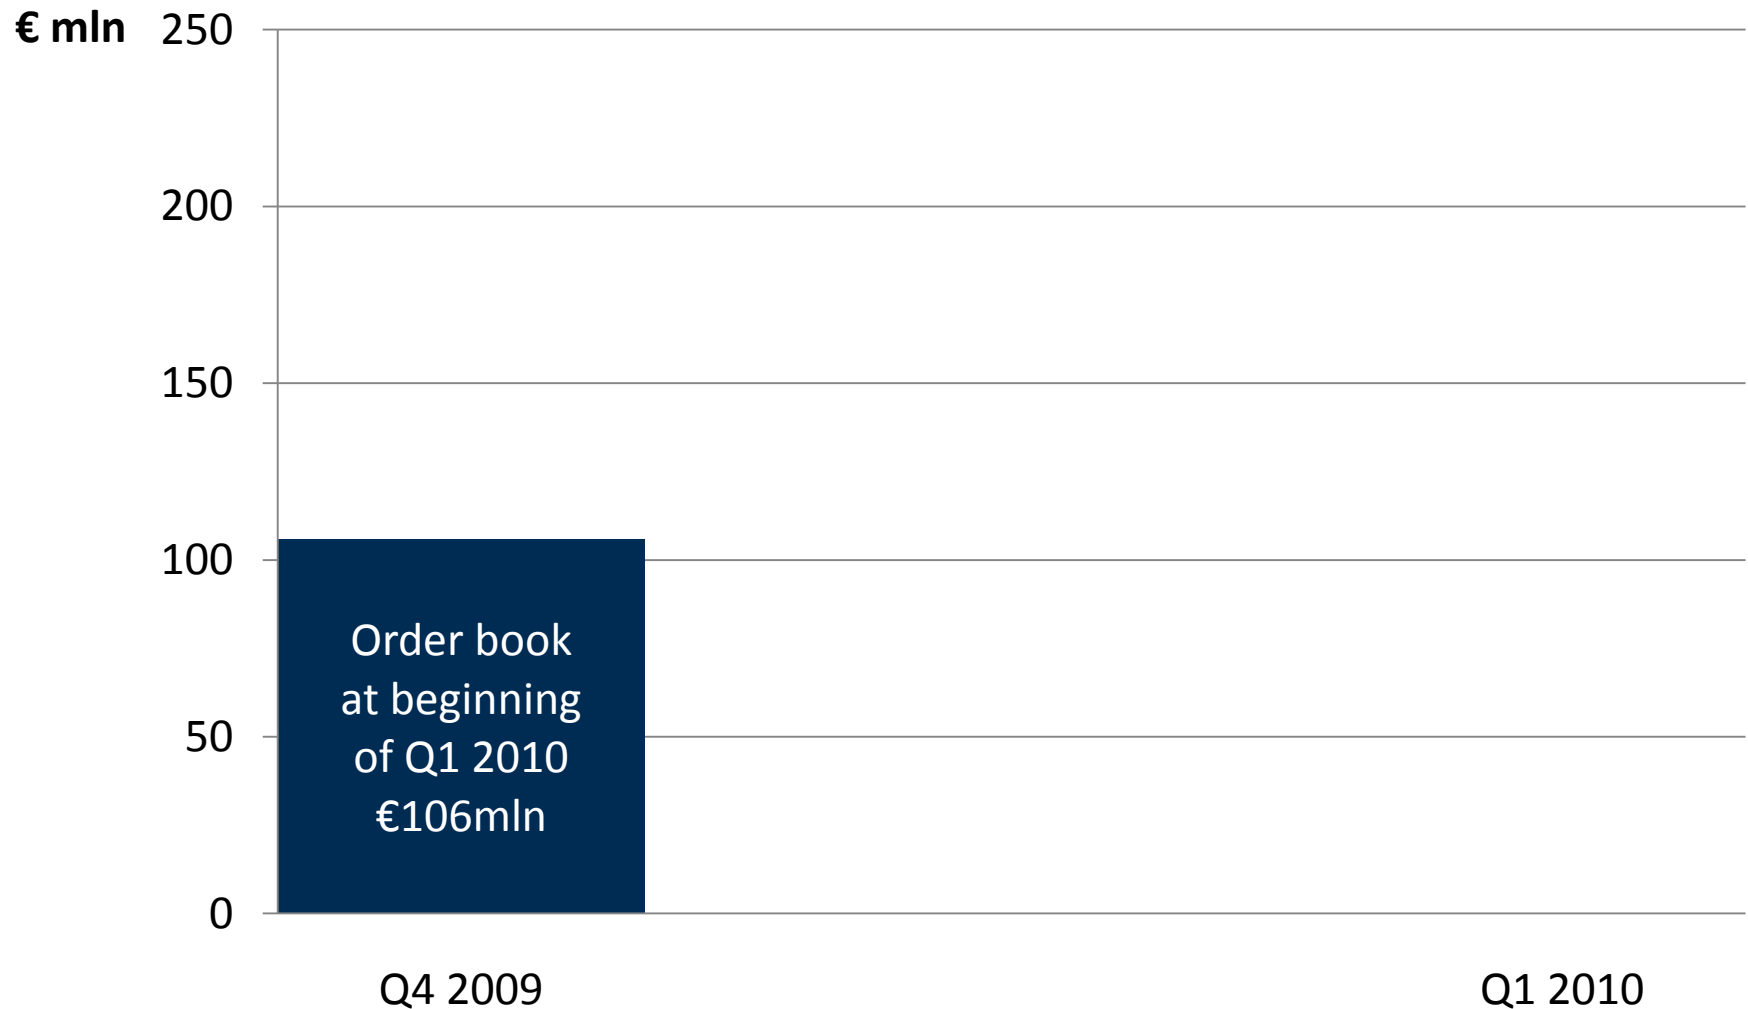 € mln
250
200
150
100
50
0
Order book
at beginning
of Q1 2010
€106mln
Q4 2009
Q1 2010